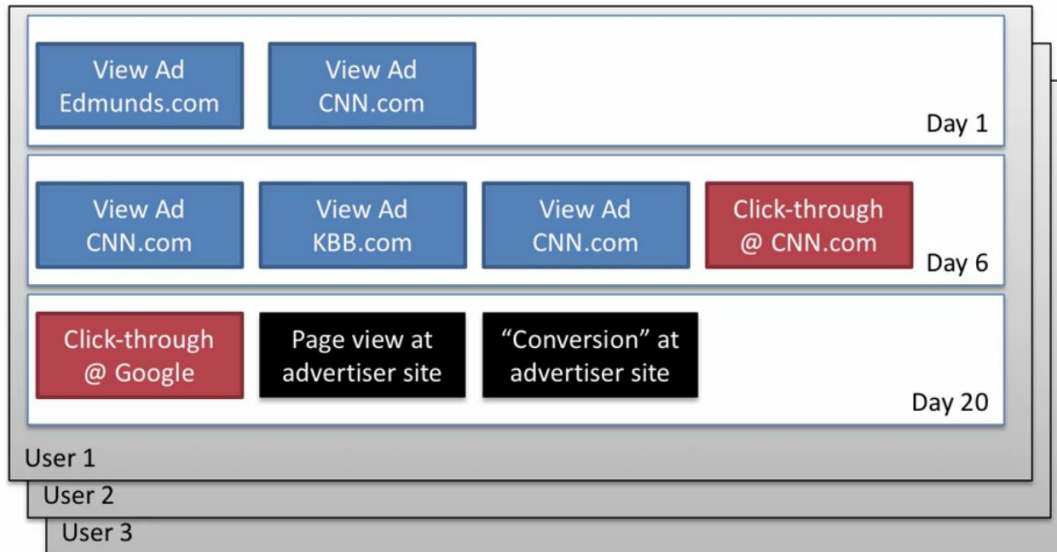 View Ad
Edmunds.com
View Ad
CNN.com
Day 1
View Ad
CNN.com
View Ad
KBB.com
View Ad
CNN.com
Click-through
@ CNN.com
Day 6
Click-through
@ Google
Page view at
advertiser site
“Conversion” at
advertiser site
Day 20
User 1
User 2
User 3